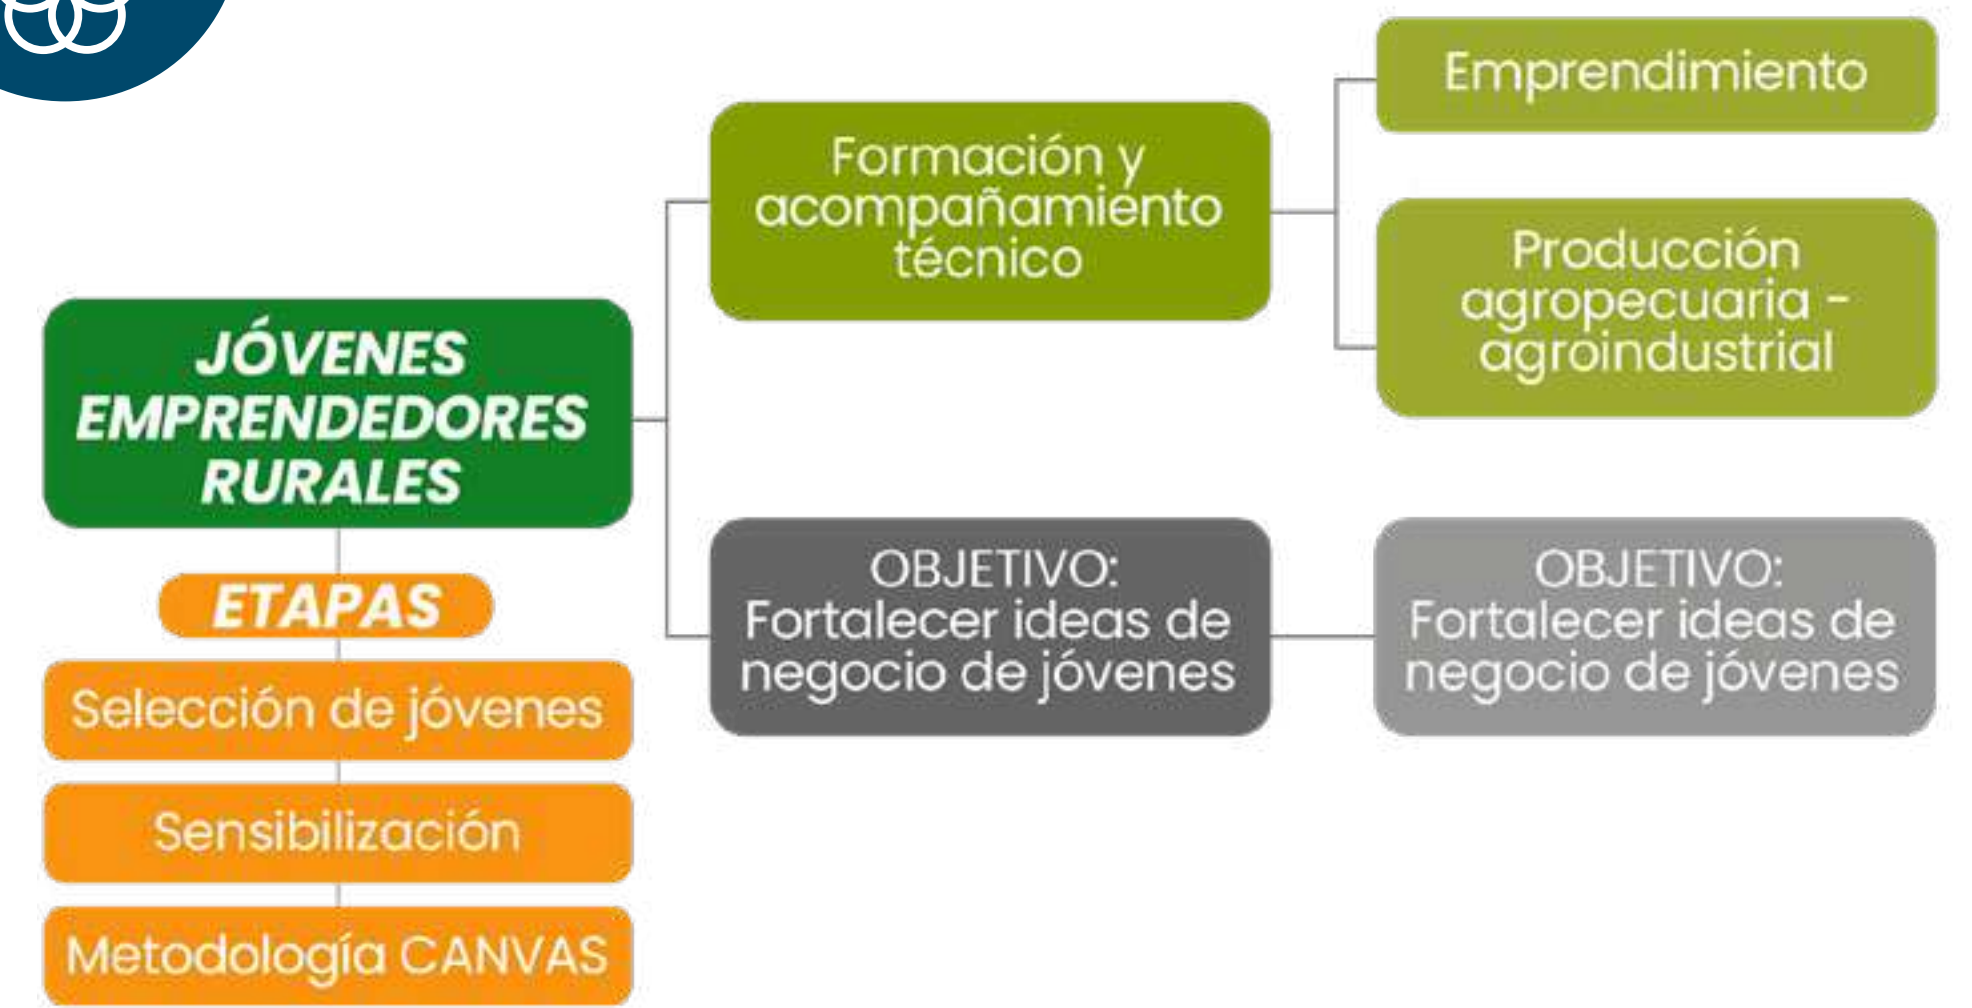 JÓVENES
EMPRENDEDORES
RURALES
ETAPAS
Selección de jóvenes
Sensibilización
Metodología CANVAS
Formación y
acompañamiento
técnico
Emprendimiento
Producción
agropecuaria -
agroindustrial
OBJETIVO:
Fortalecer ideas de
negocio de jóvenes
OBJETIVO:
Fortalecer ideas de
negocio de jóvenes